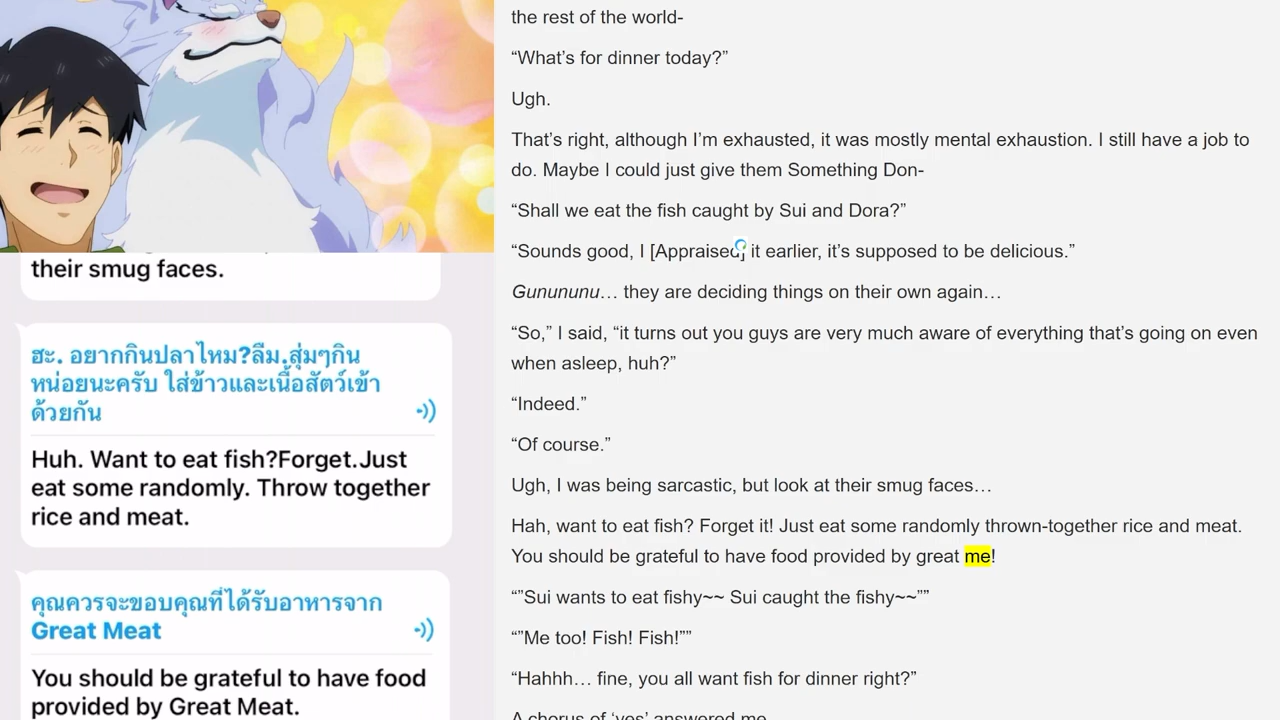 their smug faces.
ฮะ. อยากกินปลาไหม?ลืม.สุ่มๆกิน
หน่อยนะครับ ใส่ข้าวและเนื้อสัตว์เข้า
ด้วยกัน
Huh. Want to eat fish?Forget.Just
eat some randomly. Throw together
rice and meat.
คุณควรจะขอบคุณที่ได้รับอาหารจาก
Great Meat
You should be grateful to have food
provided by Great Meat.
the rest of the world-
“What’s for dinner today?”
Ugh.
That’s right, although I’m exhausted, it was mostly mental exhaustion. I still have a job to
do. Maybe I could just give them Something Don-
“Shall we eat the fish caught by Sui and Dora?”
“Sounds good, I [Appraised] it earlier, it’s supposed to be delicious.”
Gunununu… they are deciding things on their own again…
“So,” I said, “it turns out you guys are very much aware of everything that’s going on even
when asleep, huh?”
“Indeed.”
“Of course.”
Ugh, I was being sarcastic, but look at their smug faces…
Hah, want to eat fish? Forget it! Just eat some randomly thrown-together rice and meat.
You should be grateful to have food provided by great me!
“”Sui wants to eat fishy~~ Sui caught the fishy~~””
“”Me too! Fish! Fish!””
“Hahhh… fine, you all want fish for dinner right?”
A chorus of ‘yes’ answered me